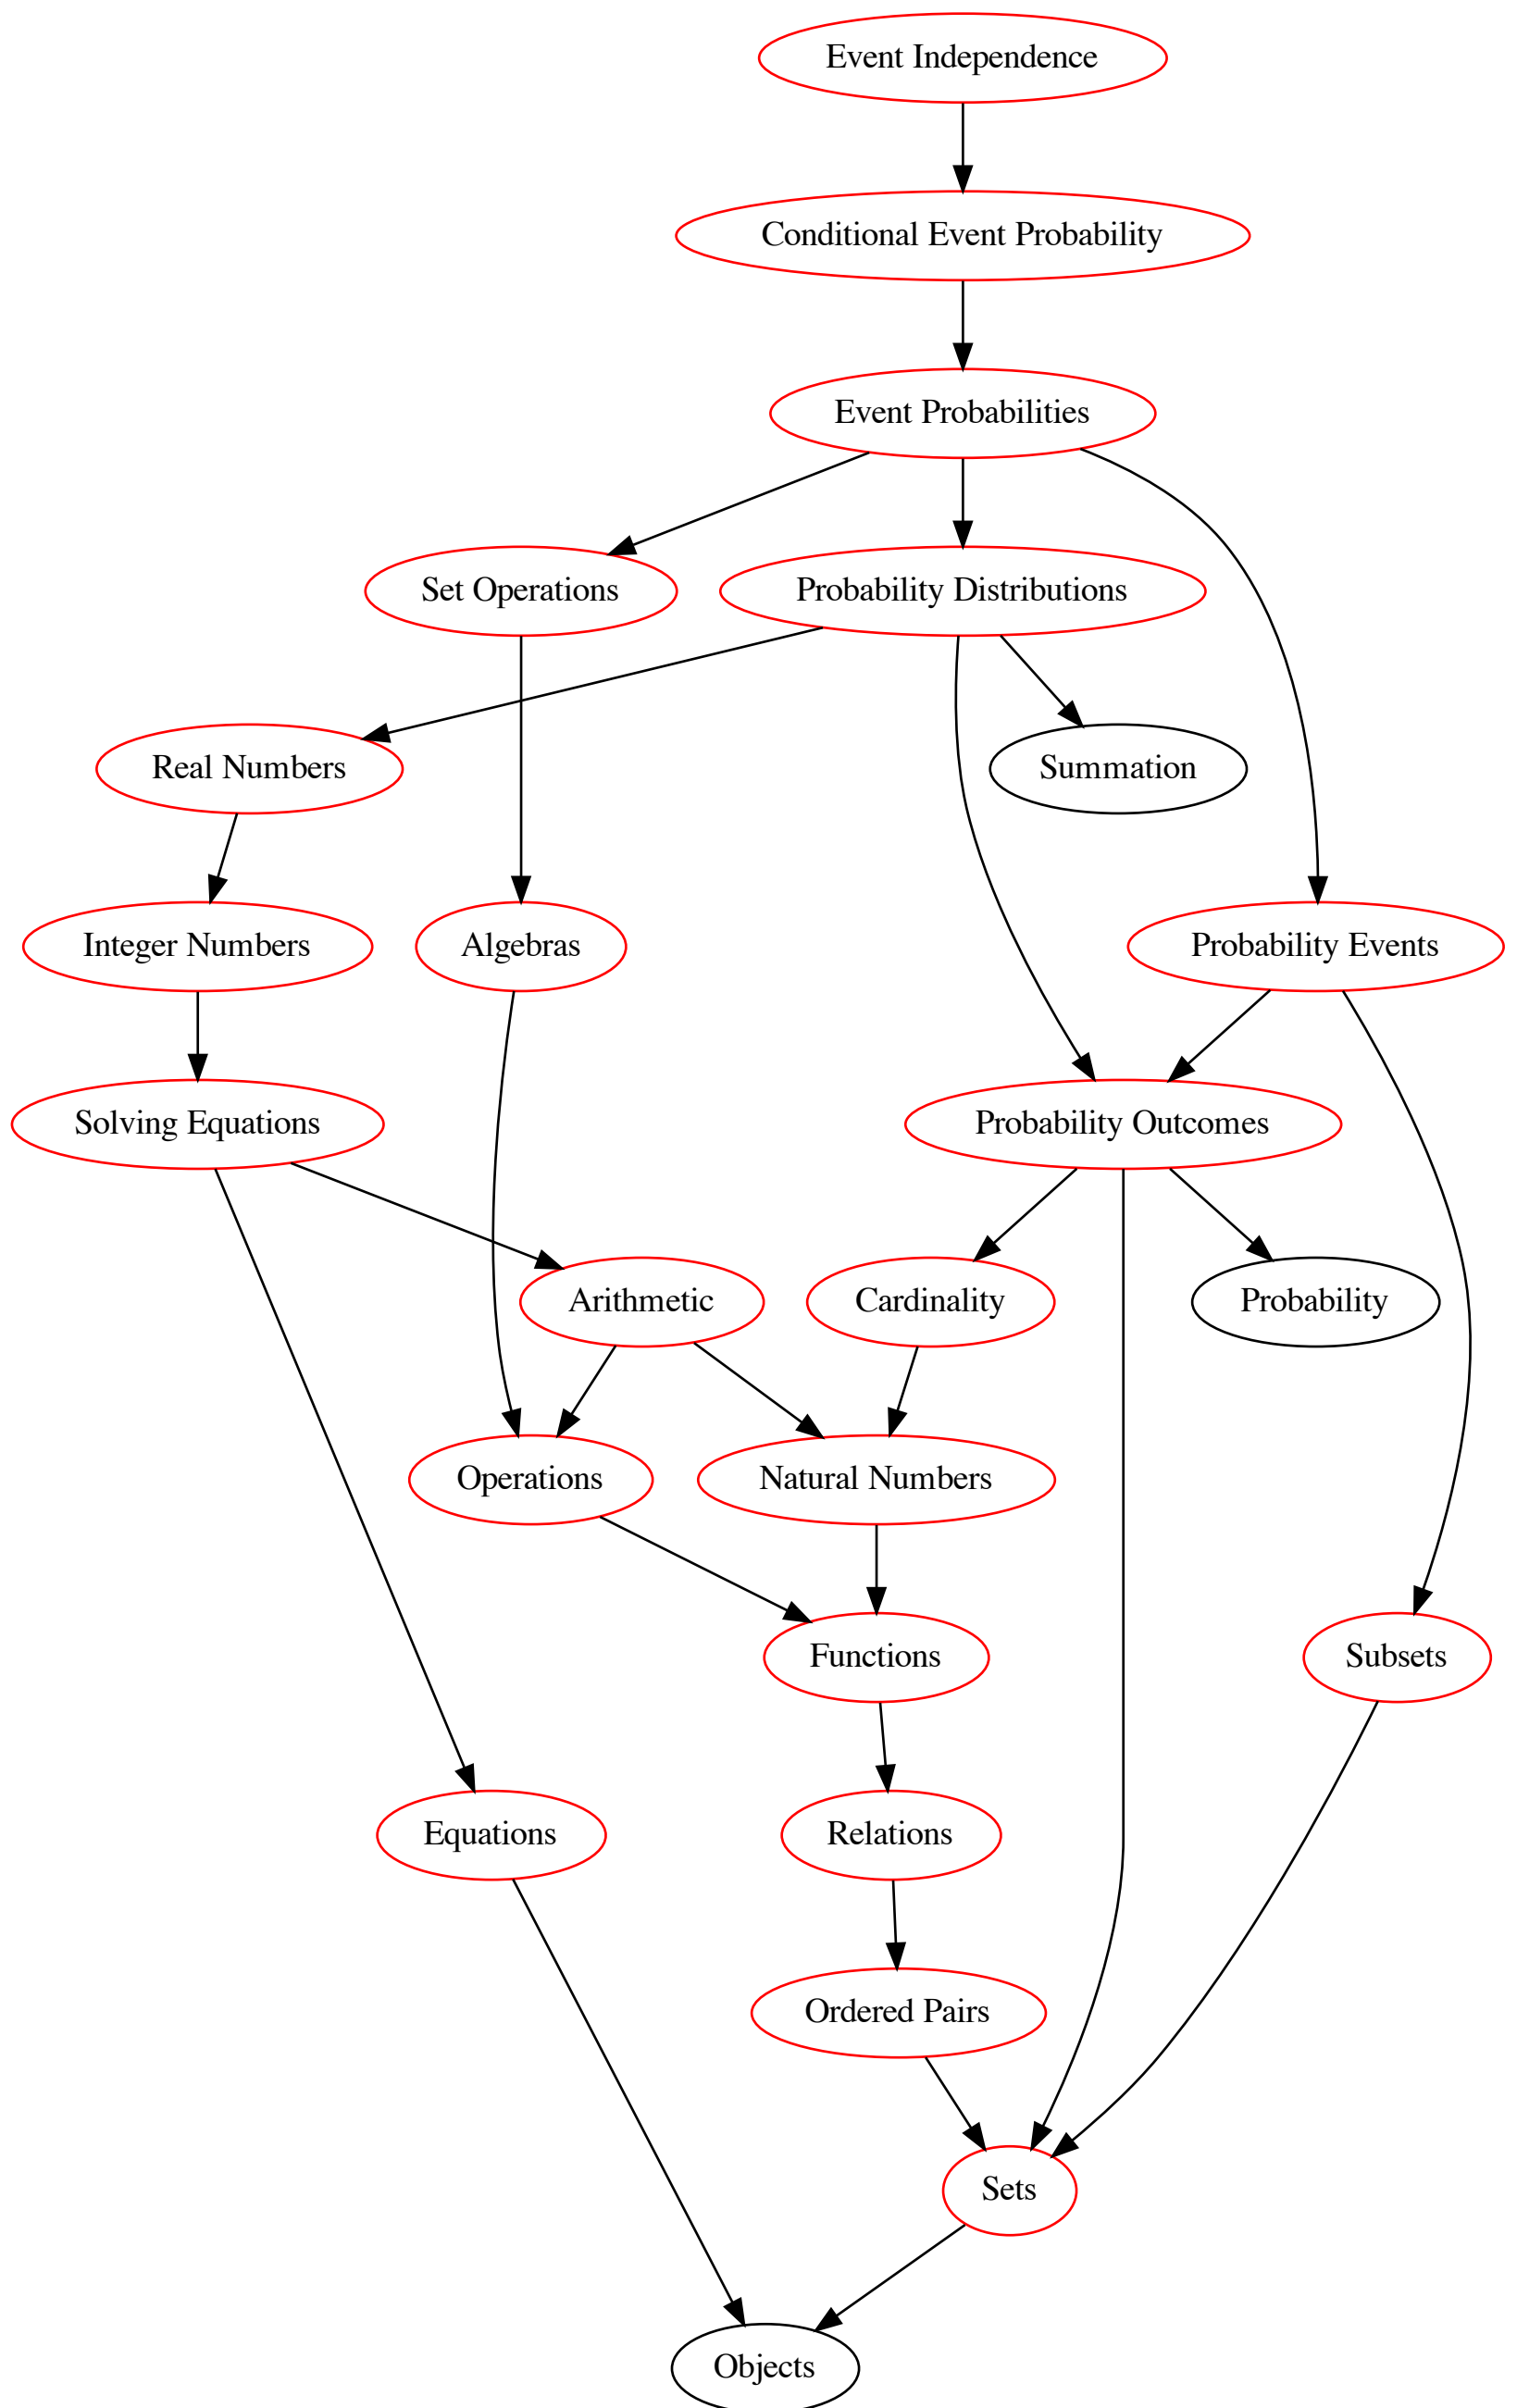 Event Independence
Conditional Event Probability
Event Probabilities
Set Operations
Probability Distributions
Real Numbers
Summation
Integer Numbers
Algebras
Probability Events
Solving Equations
Probability Outcomes
Arithmetic
Cardinality
Probability
Operations
Natural Numbers
Functions
Subsets
Equations
Relations
Ordered Pairs
Sets
Objects